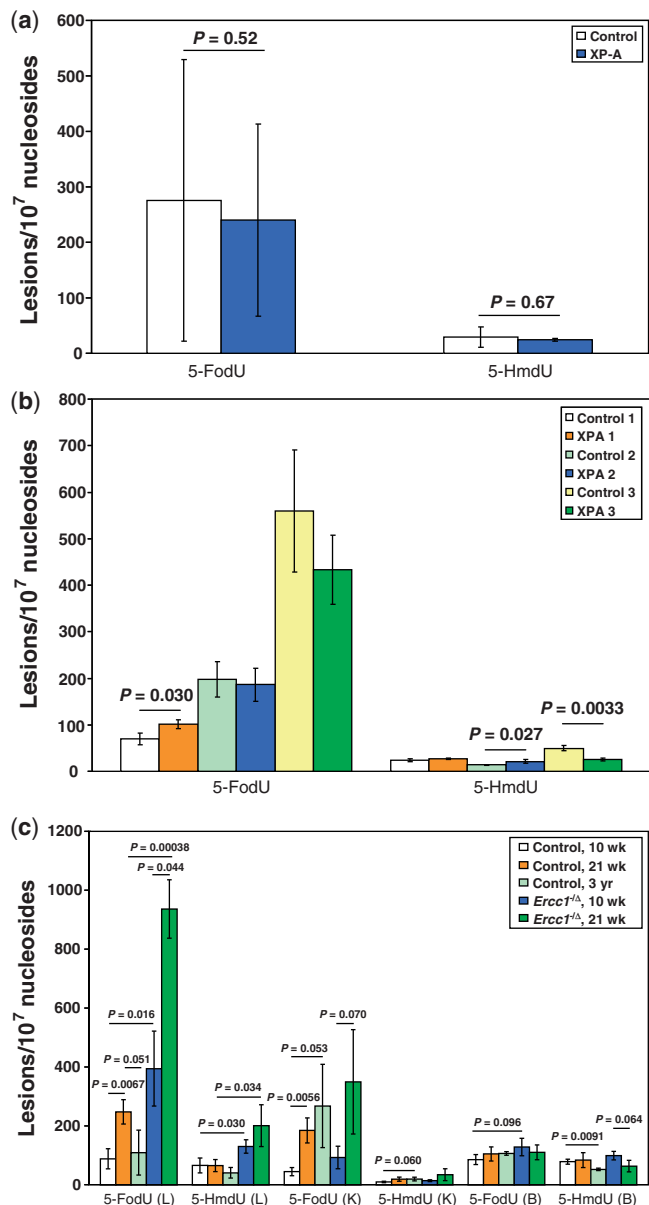 (a)
P = 0.52
Control
XP-A
P = 0.67
Lesions/10⁷ nucleosides
600
500
400
300
200
100
0
5-FodU 5-HmdU
(b)
Control 1
XPA 1
Control 2
XPA 2
Control 3
XPA 3
Lesions/10⁷ nucleosides
800
700
600
500
400
300
200
100
0
P = 0.030
P = 0.027
P = 0.0033
5-FodU 5-HmdU
(c)
Control, 10 wk
Control, 21 wk
Control, 3 yr
Ercc1⁻/Δ, 10 wk
Ercc1⁻/Δ, 21 wk
Lesions/10⁷ nucleosides
1200
1000
800
600
400
200
0
P = 0.00038
P = 0.044
P = 0.016
P = 0.051
P = 0.0067
P = 0.034
P = 0.030
P = 0.070
P = 0.053
P = 0.0056
P = 0.060
P = 0.096
P = 0.064
P = 0.0091
5-FodU (L) 5-HmdU (L) 5-FodU (K) 5-HmdU (K) 5-FodU (B) 5-HmdU (B)